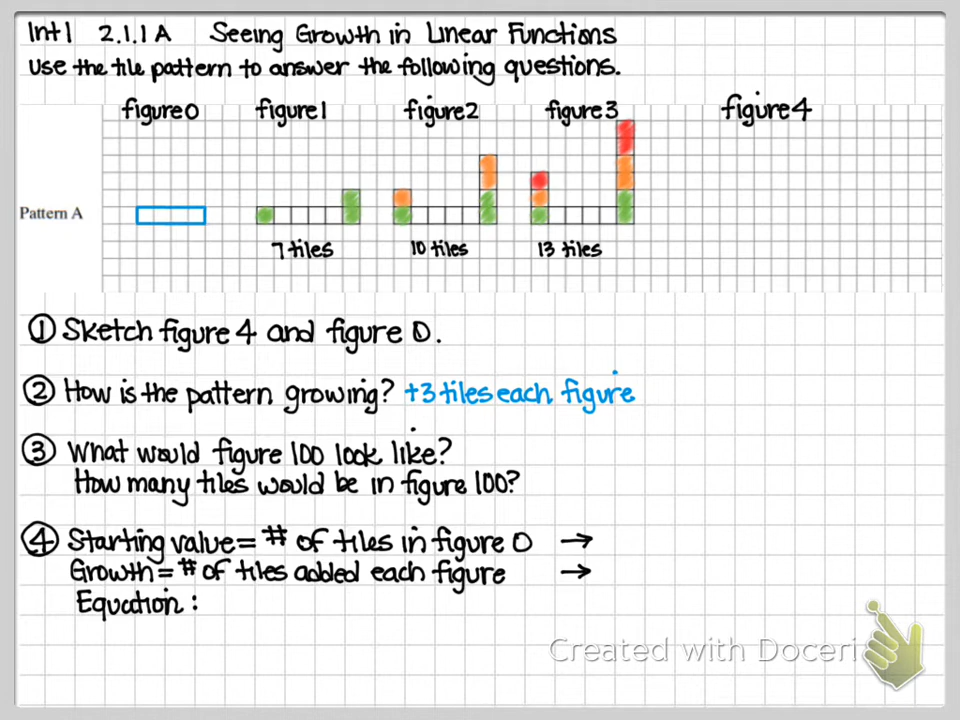 Int 1 2.1.1 A Seeing Growth in Linear Functions
Use the tile pattern to answer the following questions.
figure 0 figure 1 figure 2 figure 3 figure 4
Pattern A
7 tiles 10 tiles 13 tiles
① Sketch figure 4 and figure 0.
② How is the pattern growing? +3 tiles each figure
③ What would figure 100 look like?
How many tiles would be in figure 100?
④ Starting value = # of tiles in figure 0 →
Growth = # of tiles added each figure →
Equation :
Created with Doceri